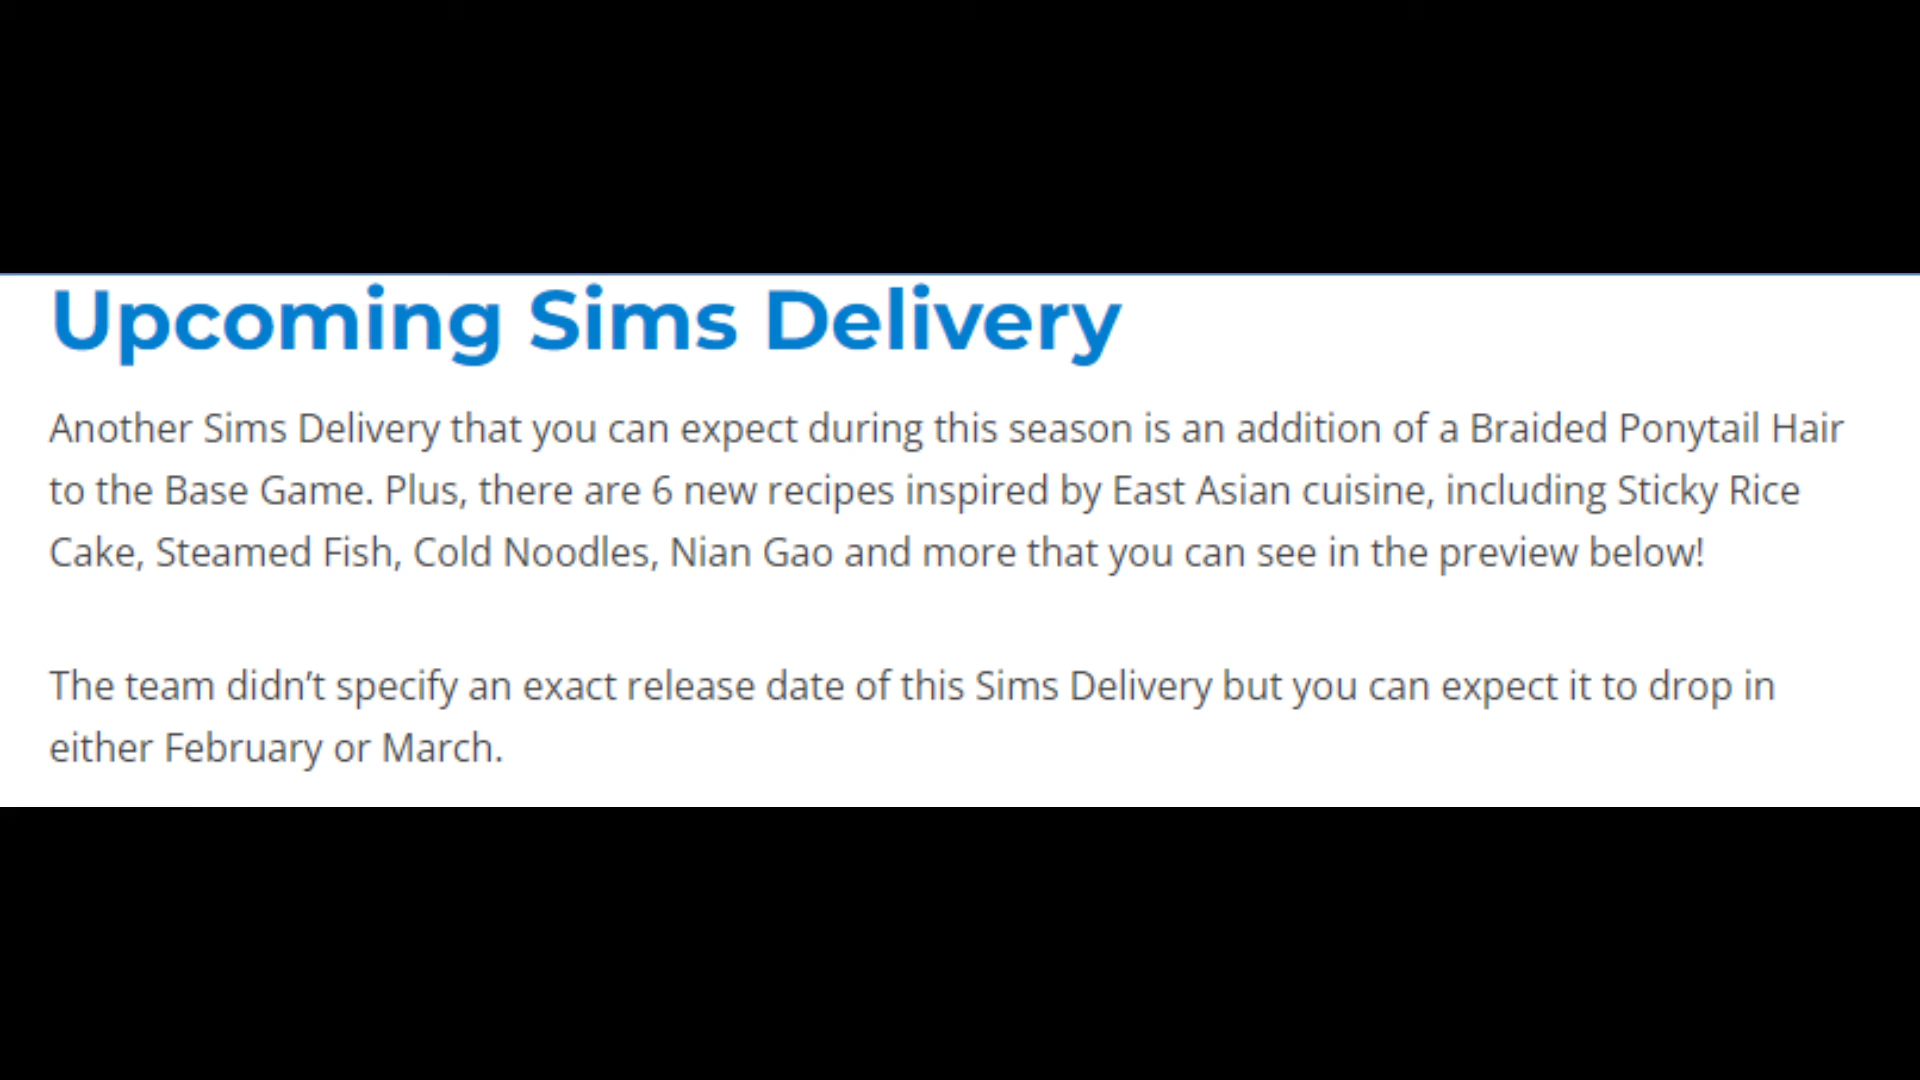 Upcoming Sims Delivery
Another Sims Delivery that you can expect during this season is an addition of a Braided Ponytail Hair
to the Base Game. Plus, there are 6 new recipes inspired by East Asian cuisine, including Sticky Rice
Cake, Steamed Fish, Cold Noodles, Nian Gao and more that you can see in the preview below!
The team didn’t specify an exact release date of this Sims Delivery but you can expect it to drop in
either February or March.